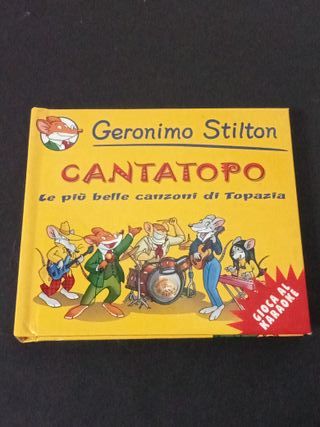 Geronimo Stilton
CANTATOPO
Le più belle canzoni di Topazia
GIOCA AL
KARAOKE